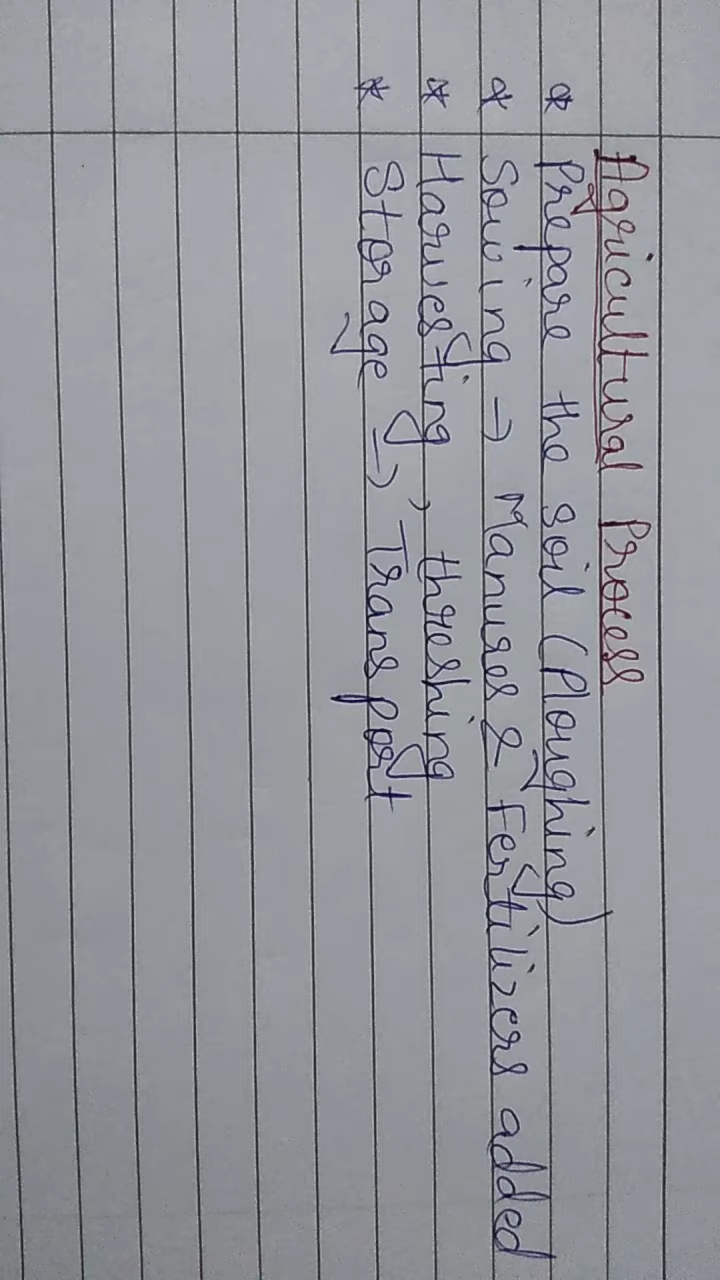 Agricultural Process
* Prepare the soil (Ploughing)
* Sowing → Manures & Fertilizers added
* Harvesting, threshing
* Storage → Transport